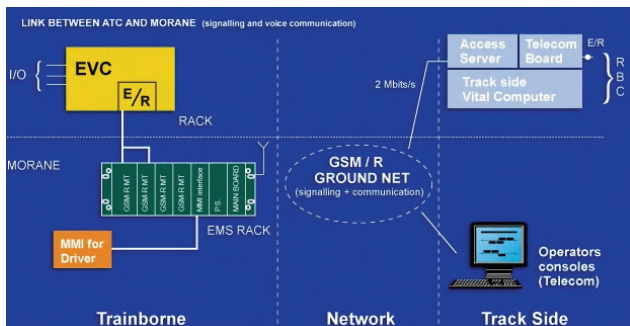 LINK BETWEEN ATC AND MORANE (signalling and voice communication)
I/O
EVC
E/R
RACK
MORANE
GSM-R MT
GSM-R MT
GSM-R MT
GSM-R MT
MMI interface
P.S.
MAIN BOARD
EMS RACK
MMI for
Driver
Trainborne
2 Mbits/s
GSM / R
GROUND NET
(signalling + communication)
Network
Access
Server
Telecom
Board
E/R
Track side
Vital Computer
R
B
C
Operators
consoles
(Telecom)
Track Side